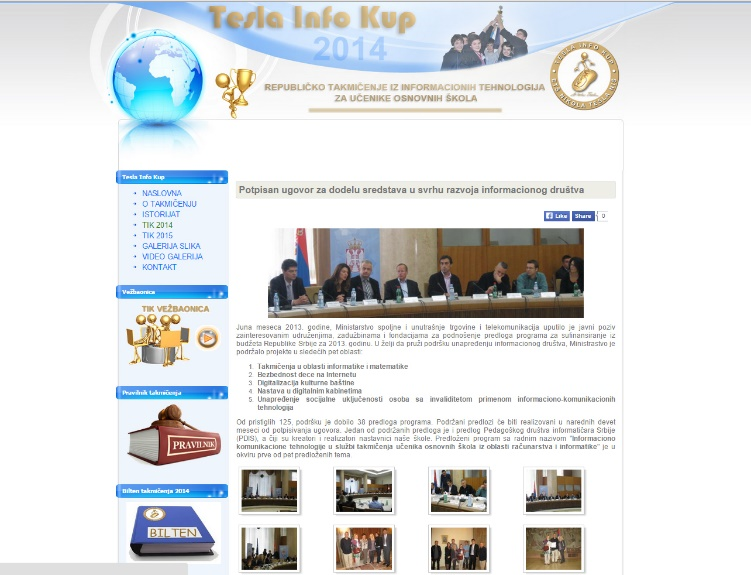 Tesla Info Kup
2014
REPUBLIČKO TAKMIČENJE IZ INFORMACIONIH TEHNOLOGIJA
ZA UČENIKE OSNOVNIH ŠKOLA
TESLA INFO KUP
Tesla Info Kup
NASLOVNA
O TAKMIČENJU
ISTORIJAT
TIK 2014
TIK 2015
GALERIJA SLIKA
VIDEO GALERIJA
KONTAKT
Vežbaonica
TIK VEŽBAONICA
Pravilnik takmičenja
PRAVILNIK
Bilten takmičenja 2014
BILTEN
Potpisan ugovor za dodelu sredstava u svrhu razvoja informacionog društva
Like Share 0
Juna meseca 2013. godine, Ministarstvo spoljne i unutrašnje trgovine i telekomunikacija uputilo je javni poziv
zainteresovanim udruženjima, zadužbinama i fondacijama za podnošenje predloga programa za sufinansiranje iz
budžeta Republike Srbije za 2013. godinu. U želji da pruži podršku unapređenju informacionog društva, Ministrastvo je
podržalo projekte u sledećih pet oblasti:
1. Takmičenja u oblasti informatike i matematike
2. Bezbednost dece na Internetu
3. Digitalizacija kulturne baštine
4. Nastava u digitalnim kabinetima
5. Unapređenje socijalne uključenosti osoba sa invaliditetom primenom informaciono-komunikacionih
tehnologija
Od pristiglih 125, podršku je dobilo 38 predloga programa. Podržani predlozi će biti realizovani u narednih devet
meseci od potpisivanja ugovora. Jedan od podržanih predloga je i predlog Pedagoškog društva informatičara Srbije
(PDIS), a čiji su kreatori i realizatori nastavnici naše škole. Predloženi program sa radnim nazivom "Informaciono
komunikacione tehnologije u službi takmičenja učenika osnovnih škola iz oblasti računarstva i informatike" je u
okviru prve od pet predloženih tema.